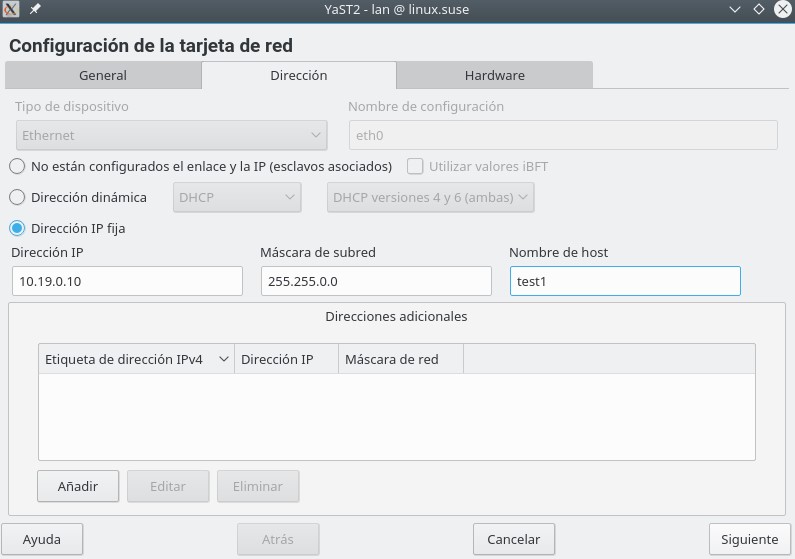 YaST2 - lan @ linux.suse
Configuración de la tarjeta de red
General Dirección Hardware
Tipo de dispositivo Nombre de configuración
Ethernet eth0
No están configurados el enlace y la IP (esclavos asociados) Utilizar valores iBFT
Dirección dinámica DHCP DHCP versiones 4 y 6 (ambas)
Dirección IP fija
Dirección IP Máscara de subred Nombre de host
10.19.0.10 255.255.0.0 test1
Direcciones adicionales
Etiqueta de dirección IPv4 Dirección IP Máscara de red
Añadir Editar Eliminar
Ayuda Atrás Cancelar Siguiente